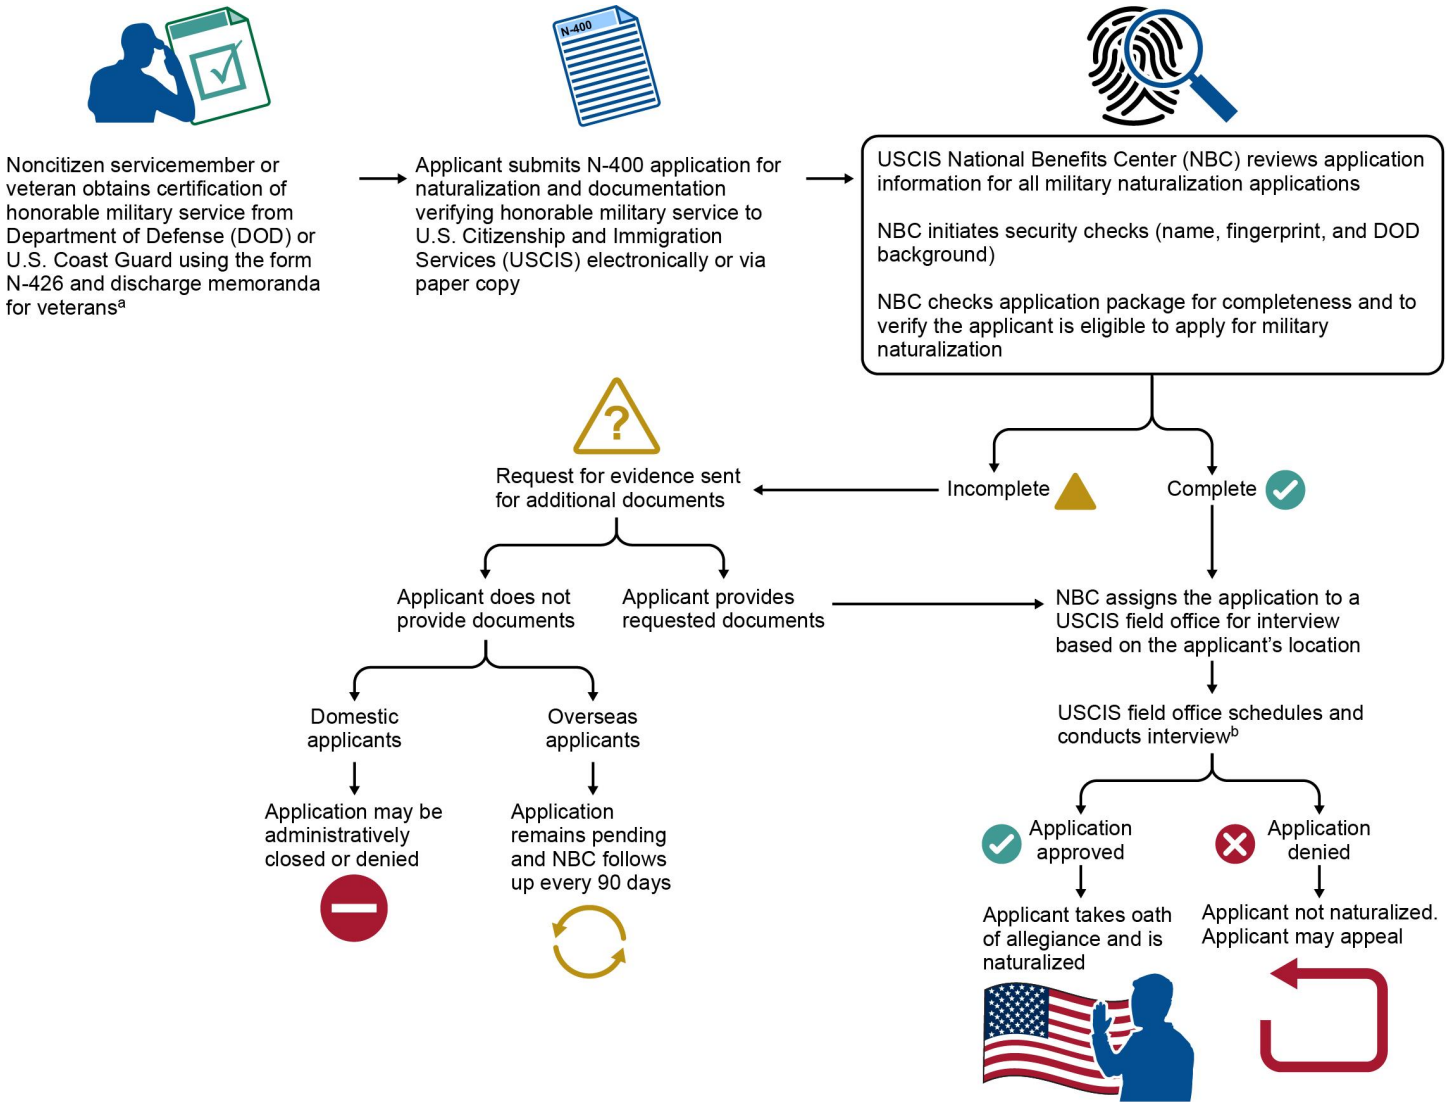 N-400
Noncitizen servicemember or
veteran obtains certification of
honorable military service from
Department of Defense (DOD) or
U.S. Coast Guard using the form
N-426 and discharge memoranda
for veteransa
Applicant submits N-400 application for
naturalization and documentation
verifying honorable military service to
U.S. Citizenship and Immigration
Services (USCIS) electronically or via
paper copy
USCIS National Benefits Center (NBC) reviews application
information for all military naturalization applications
NBC initiates security checks (name, fingerprint, and DOD
background)
NBC checks application package for completeness and to
verify the applicant is eligible to apply for military
naturalization
?
Request for evidence sent
for additional documents
Incomplete
Complete
Applicant does not
provide documents
Applicant provides
requested documents
NBC assigns the application to a
USCIS field office for interview
based on the applicant's location
Domestic
applicants
Overseas
applicants
USCIS field office schedules and
conducts interviewb
Application may be
administratively
closed or denied
Application
remains pending
and NBC follows
up every 90 days
Application
approved
Application
denied
Applicant takes oath
of allegiance and is
naturalized
Applicant not naturalized.
Applicant may appeal